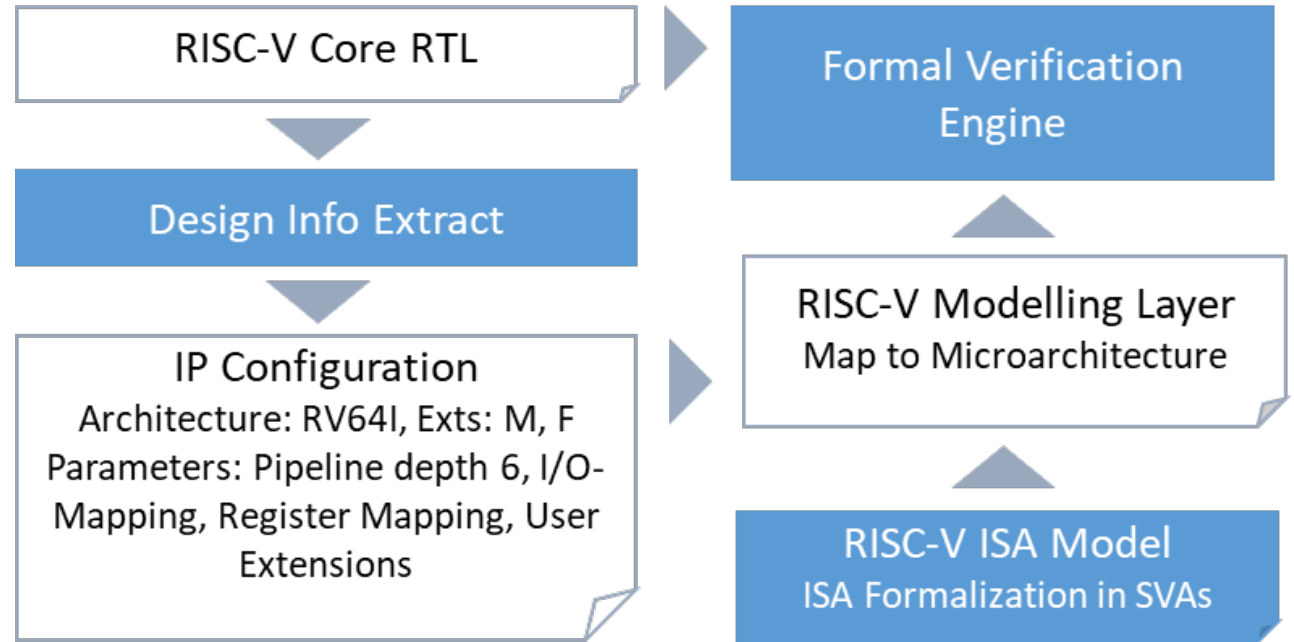 RISC-V Core RTL
Design Info Extract
IP Configuration
Architecture: RV64I, Exts: M, F
Parameters: Pipeline depth 6, I/O-
Mapping, Register Mapping, User
Extensions
Formal Verification
Engine
RISC-V Modelling Layer
Map to Microarchitecture
RISC-V ISA Model
ISA Formalization in SVAs